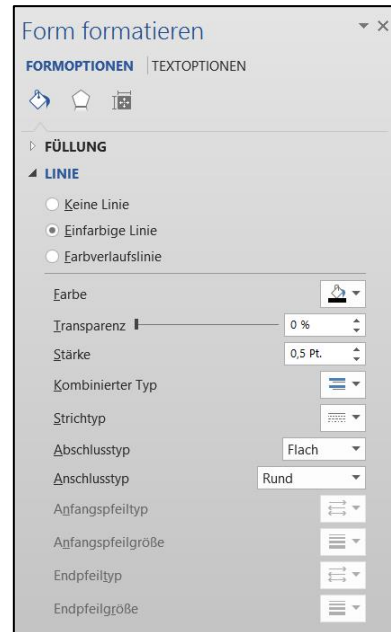 Form formatieren
FORMOPTIONEN TEXTOPTIONEN
FÜLLUNG
LINIE
Keine Linie
Einfarbige Linie
Farbverlaufslinie
Farbe
Transparenz 0 %
Stärke 0,5 Pt.
Kombinierter Typ
Strichtyp
Abschlusstyp Flach
Anschlusstyp Rund
Anfangspfeiltyp
Anfangspfeilgröße
Endpfeiltyp
Endpfeilgröße